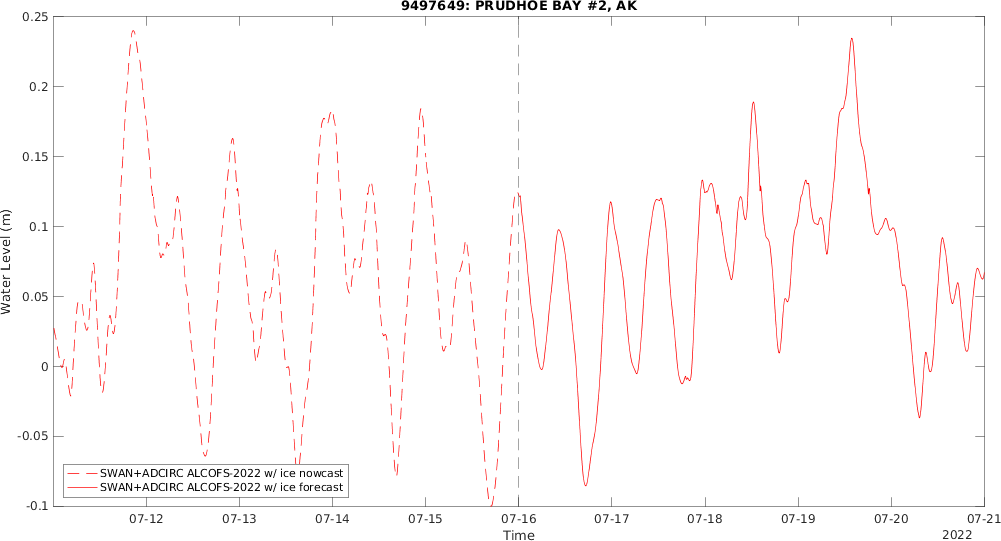 9497649: PRUDHOE BAY #2, AK
0.25
0.2
0.15
0.1
0.05
0
-0.05
-0.1
Water Level (m)
SWAN+ADCIRC ALCOFS-2022 w/ ice nowcast
SWAN+ADCIRC ALCOFS-2022 w/ ice forecast
07-12 07-13 07-14 07-15 07-16 07-17 07-18 07-19 07-20 07-21
Time
2022